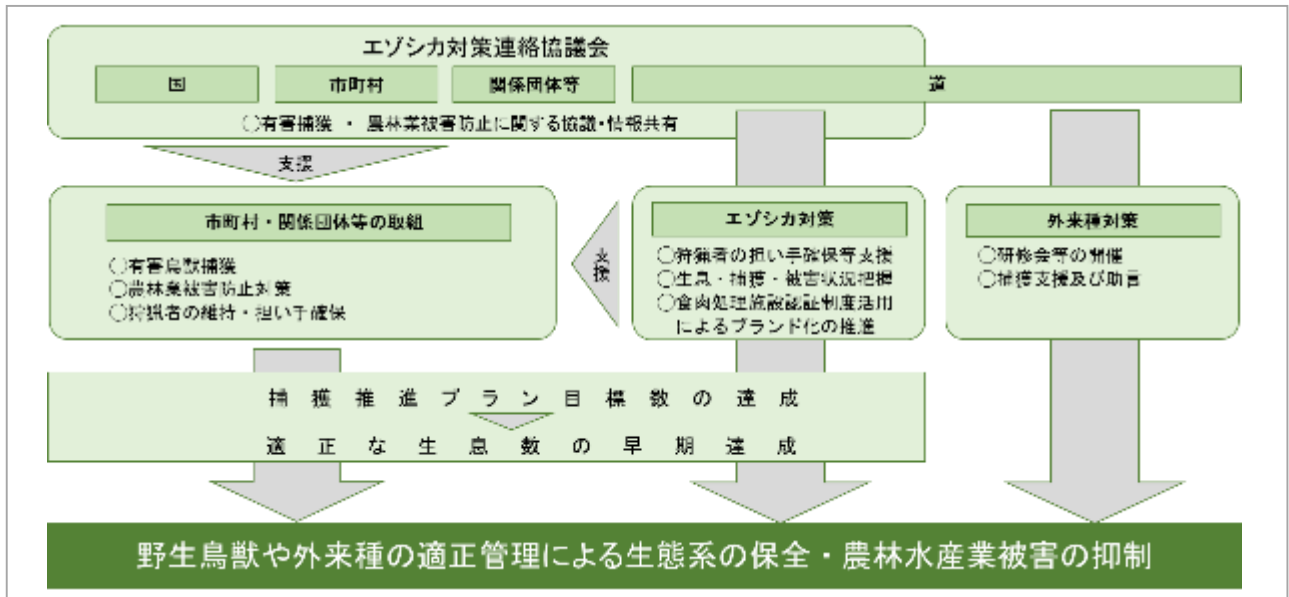 エゾシカ対策連絡協議会
国
市町村
関係団体等
道
○有害捕獲 ・ 農林業被害防止に関する協議・情報共有
支援
市町村・関係団体等の取組
○有害鳥獣捕獲
○農林業被害防止対策
○狩猟者の維持・担い手確保
支援
エゾシカ対策
○狩猟者の担い手確保等支援
○生息・捕獲・被害状況把握
○食肉処理施設認証制度活用
によるブランド化の推進
外来種対策
○研修会等の開催
○捕獲支援及び助言
捕獲推進プラン目標数の達成
適正な生息数の早期達成
野生鳥獣や外来種の適正管理による生態系の保全・農林水産業被害の抑制